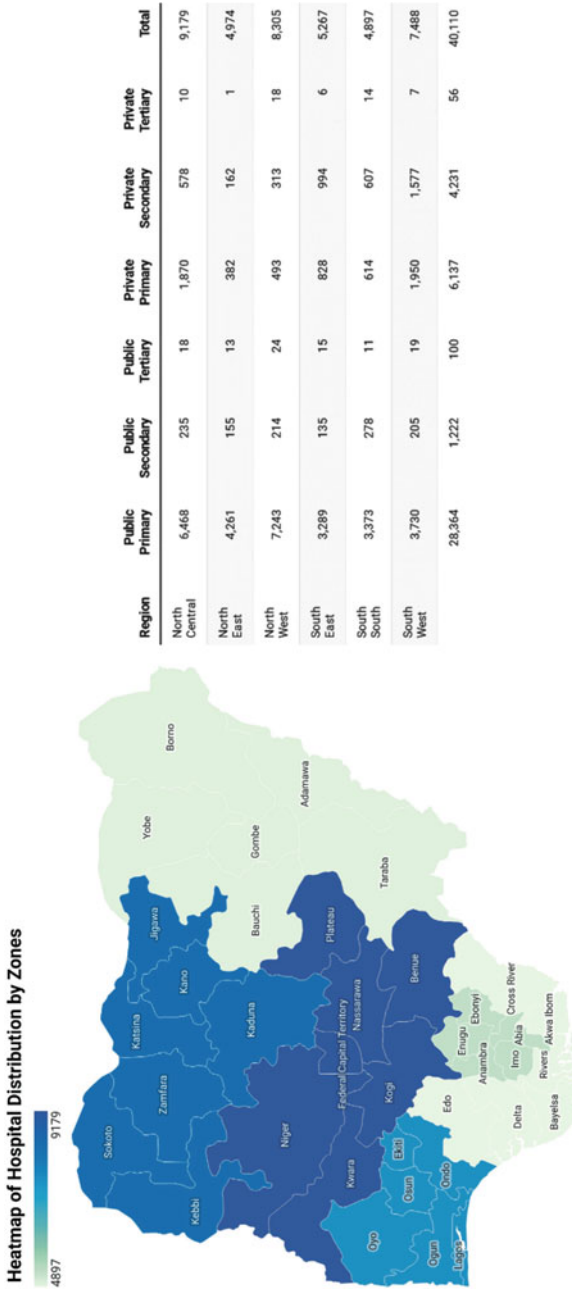 Heatmap of Hospital Distribution by Zones
4897
9179
Sokoto
Katsina
Jigawa
Yobe
Borno
Zamfara
Kano
Kebbi
Kaduna
Bauchi
Gombe
Adamawa
Niger
Federal Capital Territory
Plateau
Nassarawa
Taraba
Kwara
Kogi
Benue
Oyo
Osun
Ekiti
Ogun
Ondo
Lagos
Edo
Enugu
Ebonyi
Anambra
Cross River
Imo
Abia
Delta
Rivers
Akwa Ibom
Bayelsa
Region
Public Primary
Public Secondary
Public Tertiary
Private Primary
Private Secondary
Private Tertiary
Total
North Central 6,468 235 18 1,870 578 10 9,179
North East 4,261 155 13 382 162 1 4,974
North West 7,243 214 24 493 313 18 8,305
South East 3,289 135 15 828 994 6 5,267
South South 3,373 278 11 614 607 14 4,897
South West 3,730 205 19 1,950 1,577 7 7,488
28,364 1,222 100 6,137 4,231 56 40,110